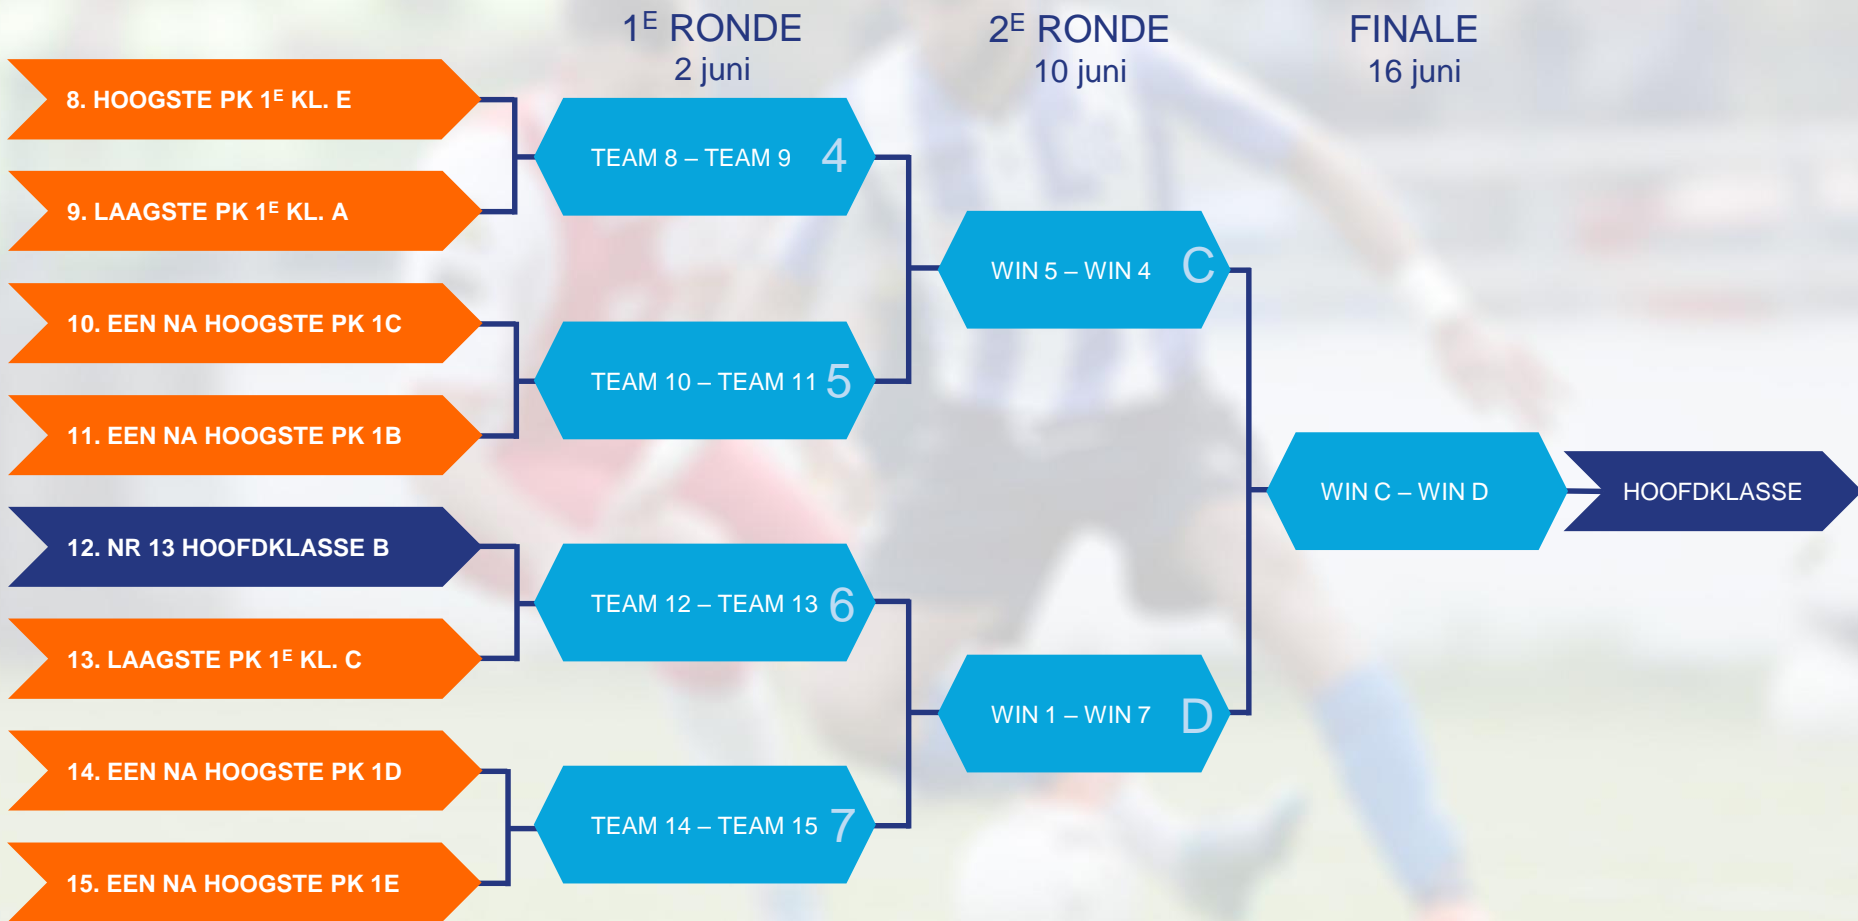 1E RONDE
2 juni
2E RONDE
10 juni
FINALE
16 juni
8. HOOGSTE PK 1E KL. E
9. LAAGSTE PK 1E KL. A
10. EEN NA HOOGSTE PK 1C
11. EEN NA HOOGSTE PK 1B
12. NR 13 HOOFDKLASSE B
13. LAAGSTE PK 1E KL. C
14. EEN NA HOOGSTE PK 1D
15. EEN NA HOOGSTE PK 1E
TEAM 8 – TEAM 9 4
TEAM 10 – TEAM 11 5
TEAM 12 – TEAM 13 6
TEAM 14 – TEAM 15 7
WIN 5 – WIN 4 C
WIN 1 – WIN 7 D
WIN C – WIN D
HOOFDKLASSE